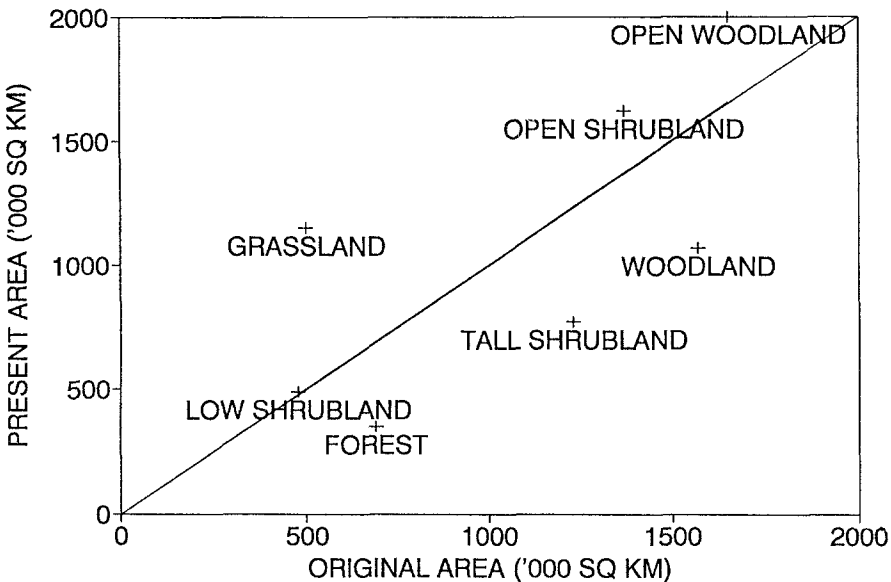 2000
OPEN WOODLAND
OPEN SHRUBLAND
1500
GRASSLAND
WOODLAND
1000
TALL SHRUBLAND
500
LOW SHRUBLAND
FOREST
0
0 500 1000 1500 2000
ORIGINAL AREA ('000 SQ KM)
PRESENT AREA ('000 SQ KM)